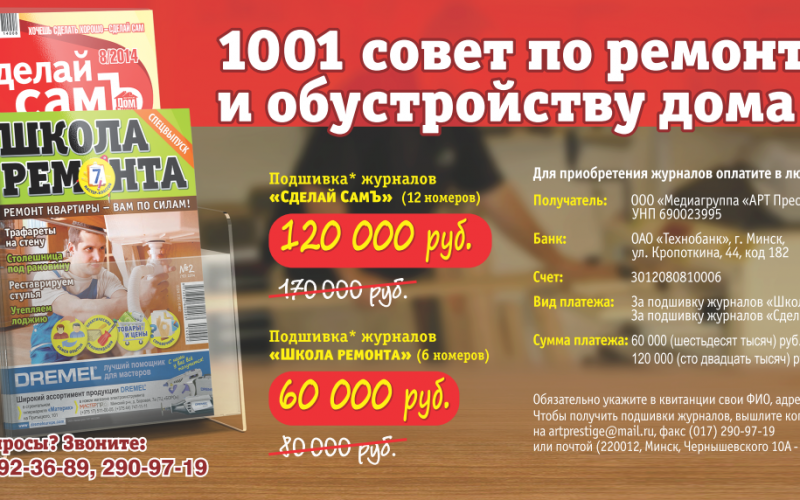 ХОЧЕШЬ СДЕЛАТЬ ХОРОШО - СДЕЛАЙ САМ
8/2014
делай
самЪ
Дом
ШКОЛА
РЕМОНТА
СПЕЦВЫПУСК
7
РЕМОНТ КВАРТИРЫ – ВАМ ПО СИЛАМ!
Трафареты
на стену
Столешница
под раковину
Реставрируем
стулья
Утепляем
лоджию
№2
ТОВАРЫ
И ЦЕНЫ
DREMEL
лучший помощник
для мастеров
Широкий ассортимент продукции DREMEL
просы? Звоните:
92-36-89, 290-97-19
1001 совет по ремонт
и обустройству дома
Подшивка* журналов
«СДЕЛАЙ САМЪ» (12 номеров)
120 000 руб.
170 000 руб.
Подшивка* журналов
«ШКОЛА РЕМОНТА» (6 номеров)
60 000 руб.
80 000 руб.
Для приобретения журналов оплатите в лю
Получатель: ООО «Медиагруппа «АРТ Прес
УНП 690023995
Банк: ОАО «Технобанк», г. Минск,
ул. Кропоткина, 44, код 182
Счет: 3012080810006
Вид платежа: За подшивку журналов «Школ
За подшивку журналов «Сдел
Сумма платежа: 60 000 (шестьдесят тысяч) руб.
120 000 (сто двадцать тысяч) р
Обязательно укажите в квитанции свои ФИО, адре
Чтобы получить подшивки журналов, вышлите коп
на artprestige@mail.ru, факс (017) 290-97-19
или почтой (220012, Минск, Чернышевского 10А -